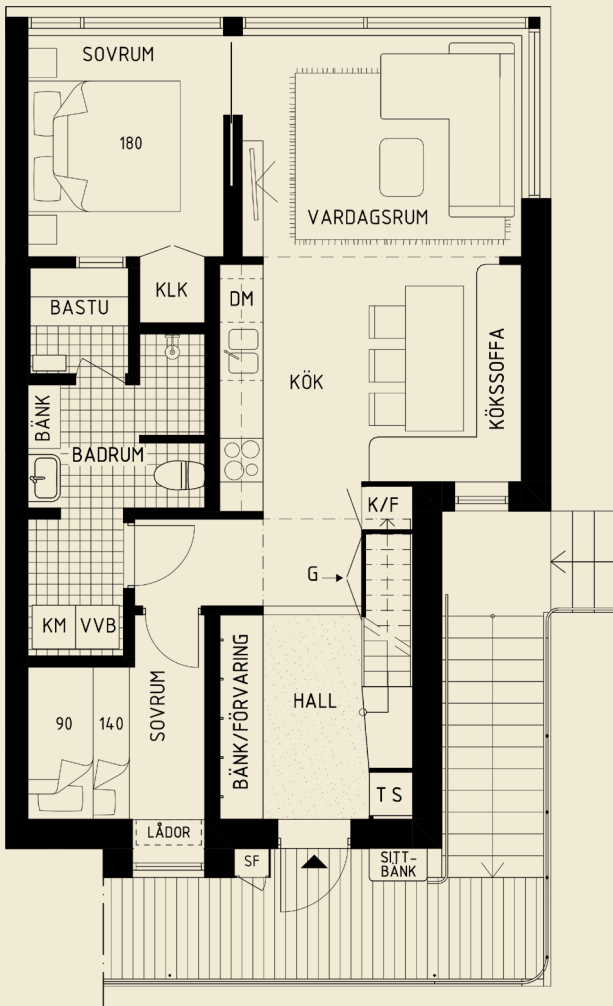 SOVRUM
180
VARDAGSRUM
KLK
DM
BASTU
KÖK
KÖKSSOFFA
BÄNK
BADRUM
K/F
G
KM
VVB
BÄNK/FÖRVARING
HALL
SOVRUM
90
140
TS
LÅDOR
SF
SITT-
BÄNK